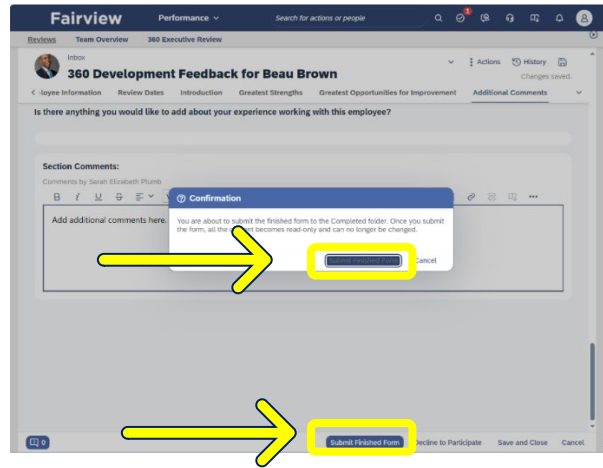 Fairview Performance Search for actions or people 1
Reviews Team Overview 360 Executive Review
Inbox
360 Development Feedback for Beau Brown
Actions History
Changes saved.
Information Review Dates Introduction Greatest Strengths Greatest Opportunities for Improvement Additional Comments
Is there anything you would like to add about your experience working with this employee?
Section Comments:
Comments by Sarah Elizabeth Plumb
B U
Add additional comments here.
Confirmation
You are about to submit the finished form to the Completed folder. Once you submit
the form, all the becomes read-only and can no longer be changed.
Submit Finished Form Cancel
0 Submit Finished Form Decline to Participate Save and Close Cancel